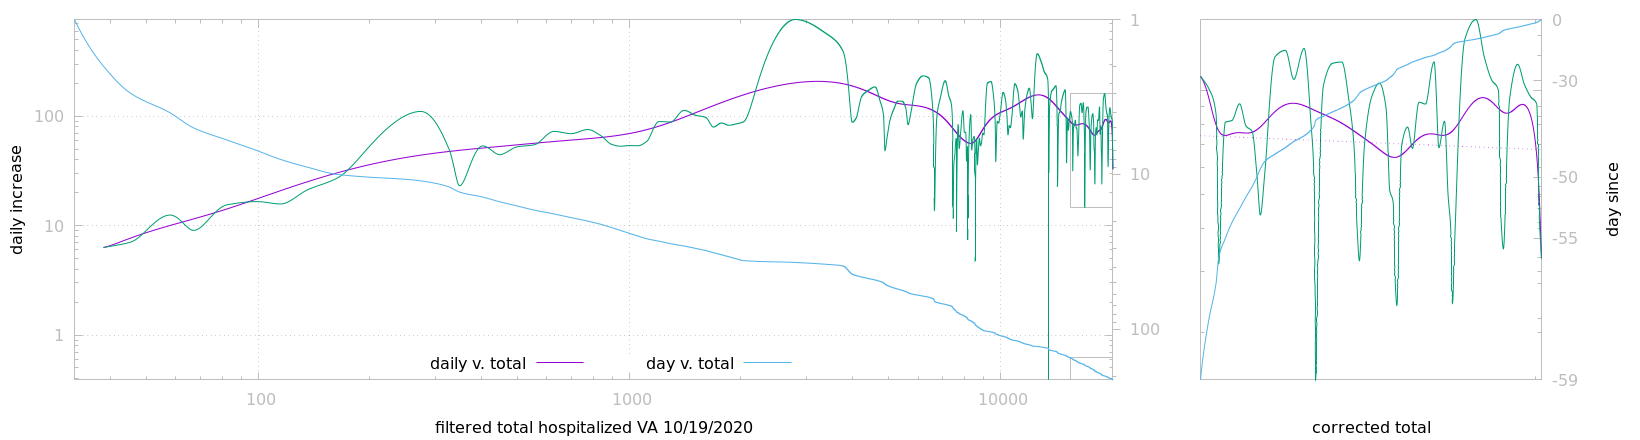 daily increase
100
10
1
1
10
100
daily v. total
day v. total
100
1000
10000
filtered total hospitalized VA 10/19/2020
0
-30
-50
-55
-59
day since
corrected total